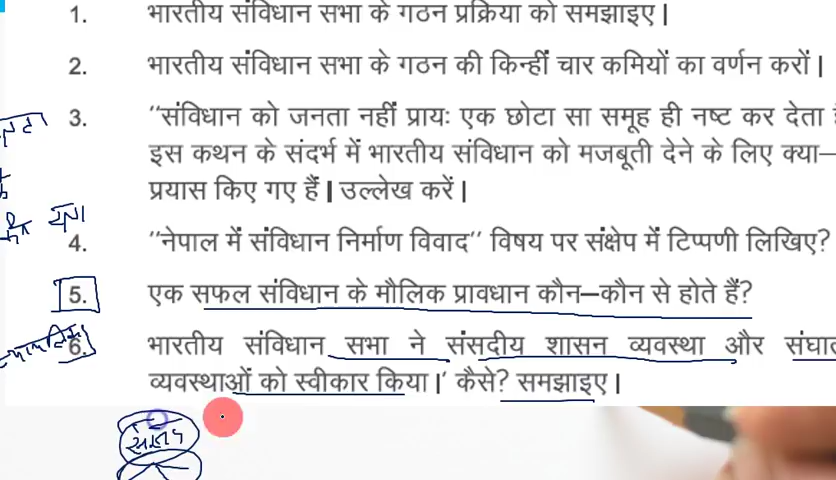 1. भारतीय संविधान सभा के गठन प्रक्रिया को समझाइए |
2. भारतीय संविधान सभा के गठन की किन्हीं चार कमियों का वर्णन करों |
3. "संविधान को जनता नहीं प्रायः एक छोटा सा समूह ही नष्ट कर देता
इस कथन के संदर्भ में भारतीय संविधान को मजबूती देने के लिए क्या–
प्रयास किए गए हैं | उल्लेख करें |
4. "नेपाल में संविधान निर्माण विवाद" विषय पर संक्षेप में टिप्पणी लिखिए?
5. एक सफल संविधान के मौलिक प्रावधान कौन–कौन से होते हैं?
6. भारतीय संविधान सभा ने संसदीय शासन व्यवस्था और
व्यवस्थाओं को स्वीकार किया।' कैसे? समझाइए |